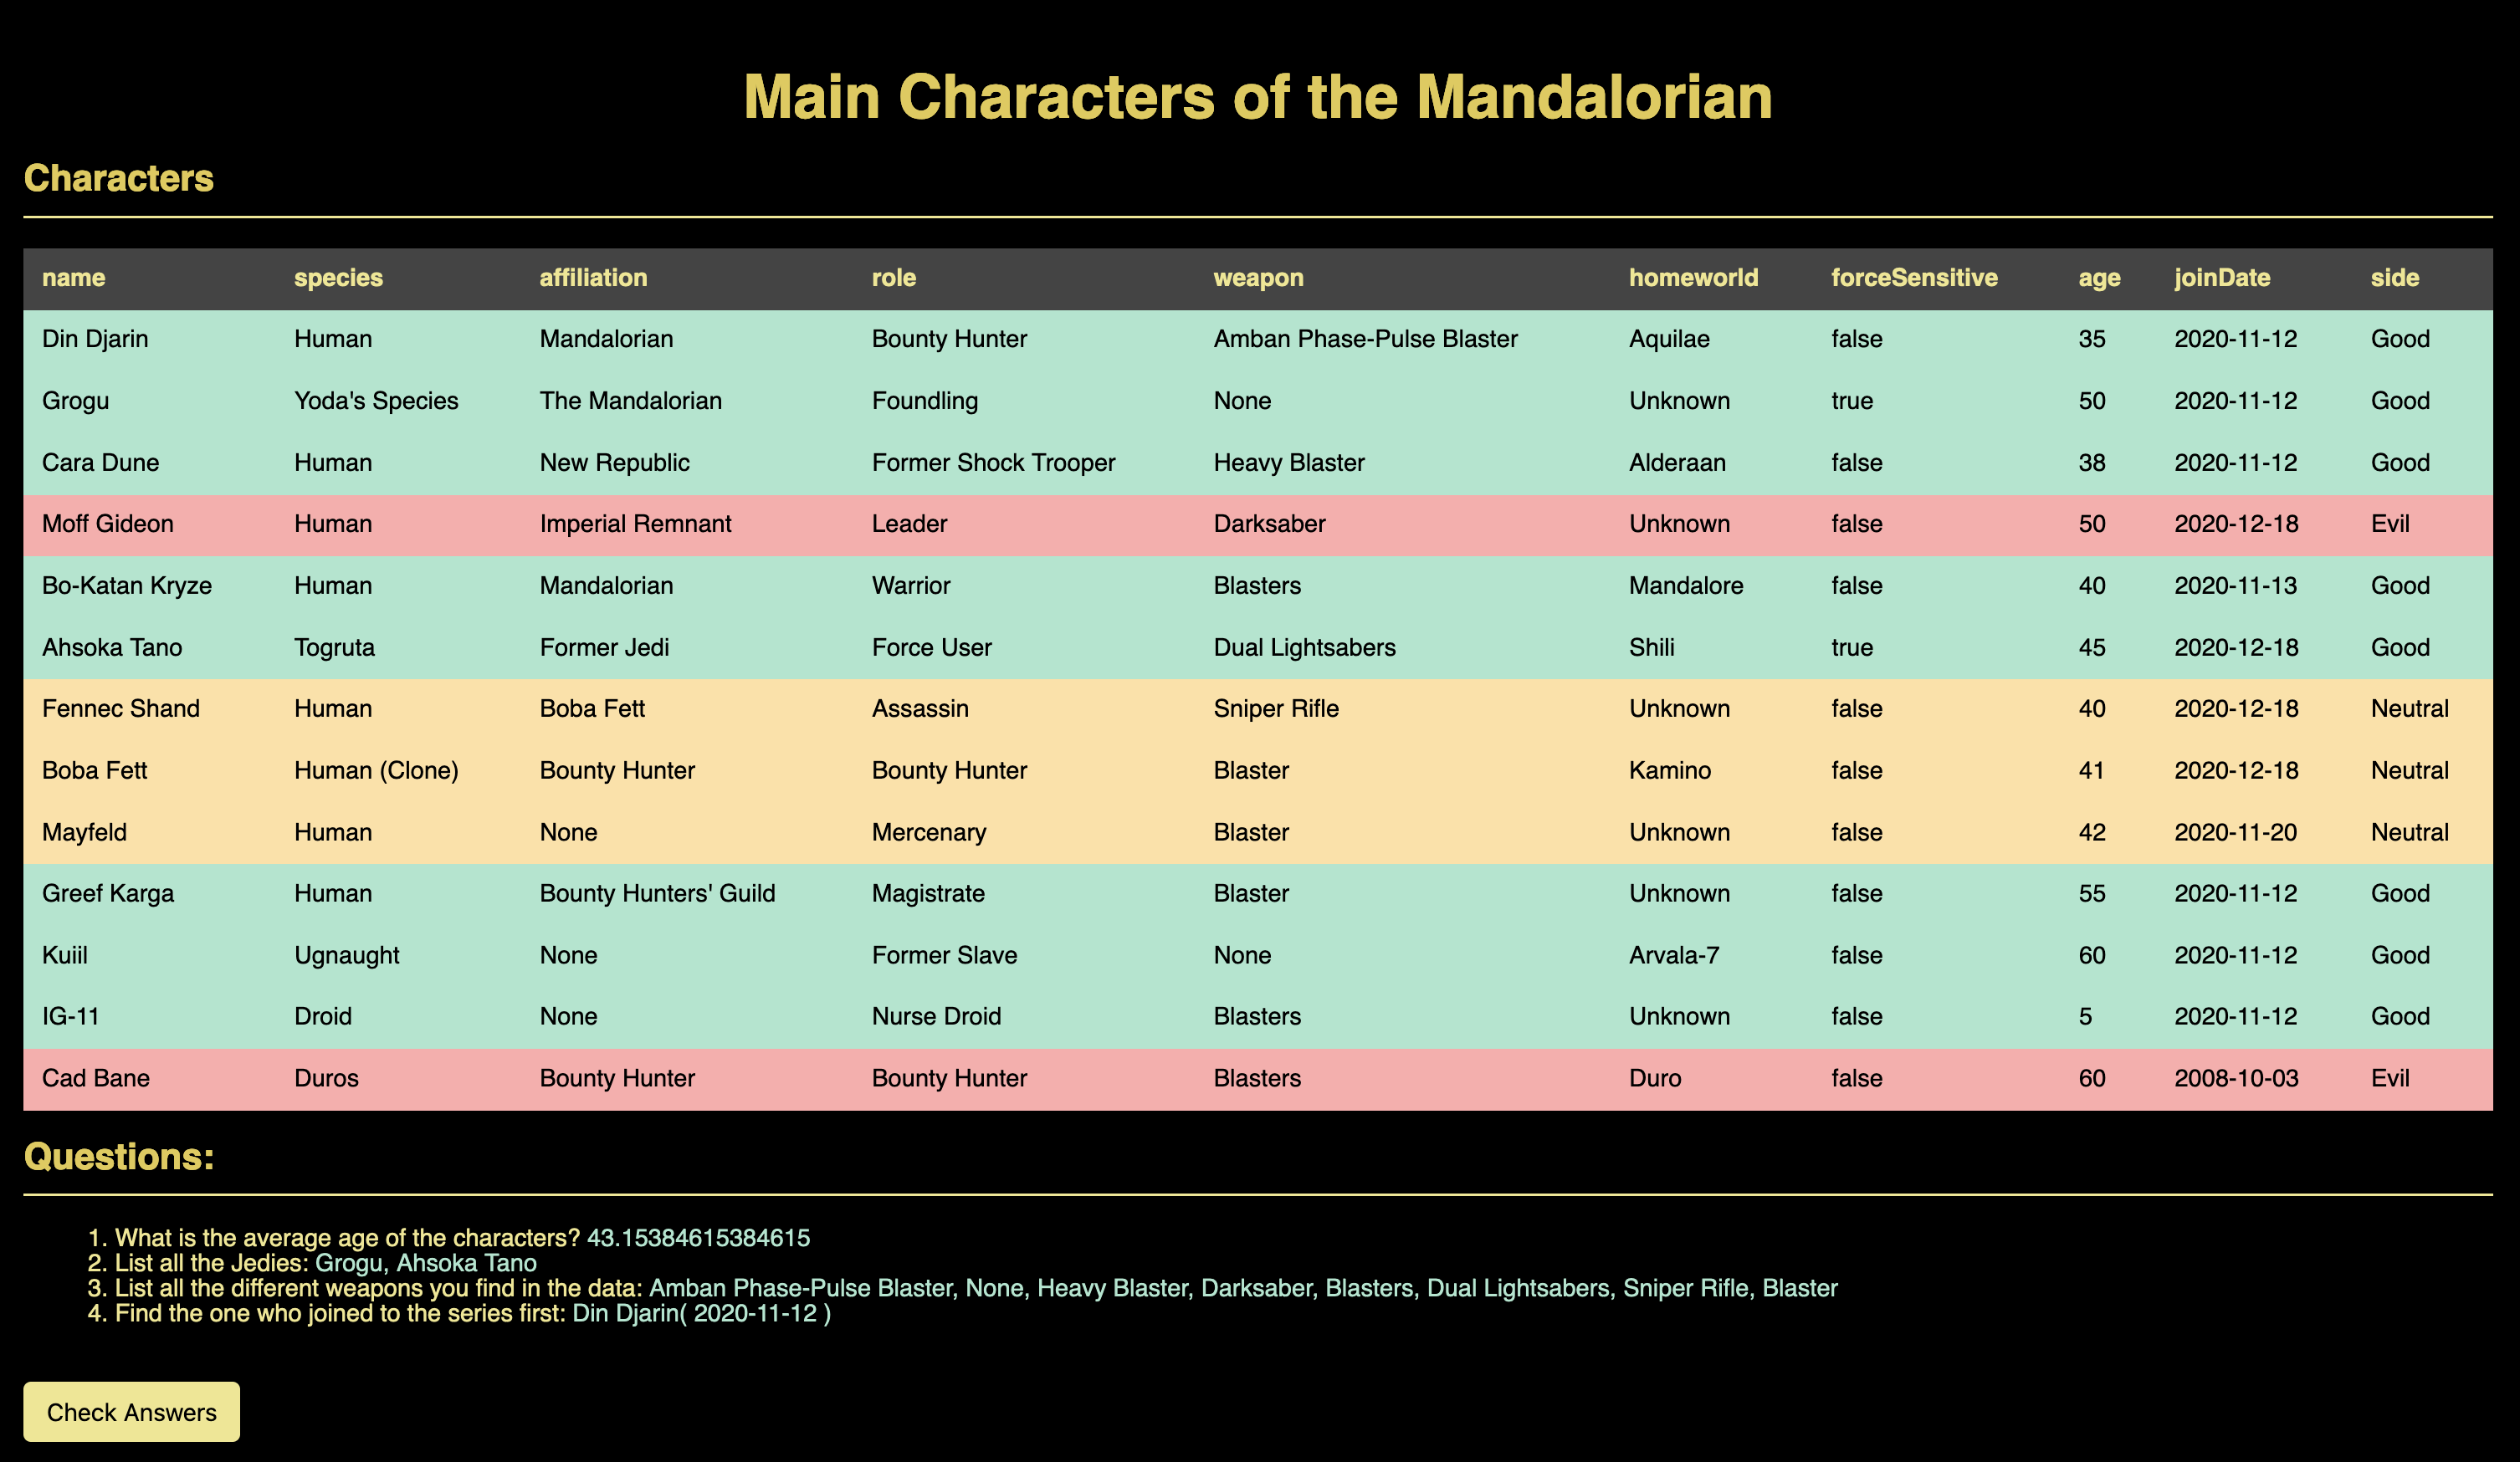 Main Characters of the Mandalorian
Characters
name species affiliation role weapon homeworld forceSensitive age joinDate side
Din Djarin Human Mandalorian Bounty Hunter Amban Phase-Pulse Blaster Aquilae false 35 2020-11-12 Good
Grogu Yoda's Species The Mandalorian Foundling None Unknown true 50 2020-11-12 Good
Cara Dune Human New Republic Former Shock Trooper Heavy Blaster Alderaan false 38 2020-11-12 Good
Moff Gideon Human Imperial Remnant Leader Darksaber Unknown false 50 2020-12-18 Evil
Bo-Katan Kryze Human Mandalorian Warrior Blasters Mandalore false 40 2020-11-13 Good
Ahsoka Tano Togruta Former Jedi Force User Dual Lightsabers Shili true 45 2020-12-18 Good
Fennec Shand Human Boba Fett Assassin Sniper Rifle Unknown false 40 2020-12-18 Neutral
Boba Fett Human (Clone) Bounty Hunter Bounty Hunter Blaster Kamino false 41 2020-12-18 Neutral
Mayfeld Human None Mercenary Blaster Unknown false 42 2020-11-20 Neutral
Greef Karga Human Bounty Hunters' Guild Magistrate Blaster Unknown false 55 2020-11-12 Good
Kuiil Ugnaught None Former Slave None Arvala-7 false 60 2020-11-12 Good
IG-11 Droid None Nurse Droid Blasters Unknown false 5 2020-11-12 Good
Cad Bane Duros Bounty Hunter Bounty Hunter Blasters Duro false 60 2008-10-03 Evil
Questions:
1. What is the average age of the characters? 43.15384615384615
2. List all the Jedies: Grogu, Ahsoka Tano
3. List all the different weapons you find in the data: Amban Phase-Pulse Blaster, None, Heavy Blaster, Darksaber, Blasters, Dual Lightsabers, Sniper Rifle, Blaster
4. Find the one who joined to the series first: Din Djarin( 2020-11-12 )
Check Answers